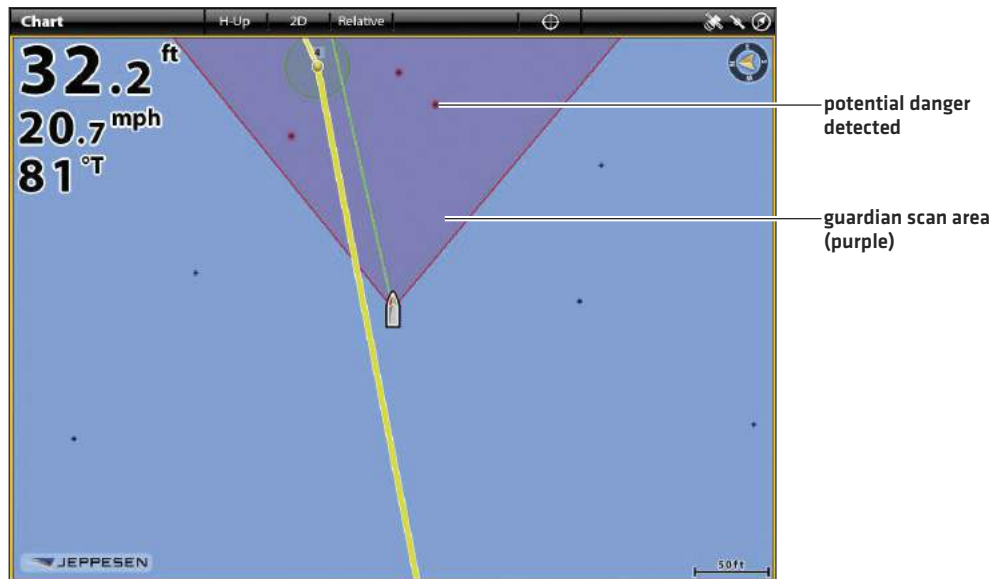 Chart H-Up 2D Relative
32.2 ft
20.7 mph
81 °T
4
potential danger
detected
guardian scan area
(purple)
JEPPESEN
50ft